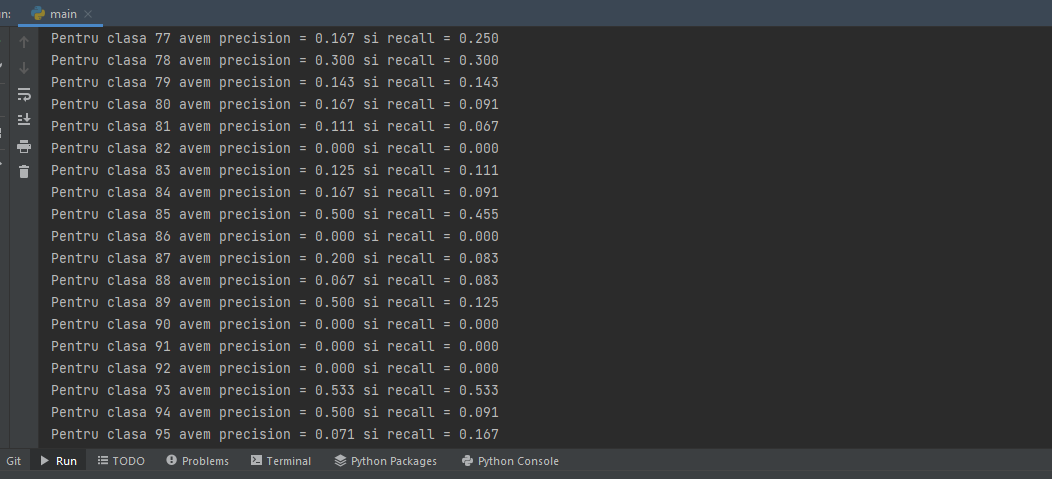 n:
main
Pentru clasa 77 avem precision = 0.167 si recall = 0.250
Pentru clasa 78 avem precision = 0.300 si recall = 0.300
Pentru clasa 79 avem precision = 0.143 si recall = 0.143
Pentru clasa 80 avem precision = 0.167 si recall = 0.091
Pentru clasa 81 avem precision = 0.111 si recall = 0.067
Pentru clasa 82 avem precision = 0.000 si recall = 0.000
Pentru clasa 83 avem precision = 0.125 si recall = 0.111
Pentru clasa 84 avem precision = 0.167 si recall = 0.091
Pentru clasa 85 avem precision = 0.500 si recall = 0.455
Pentru clasa 86 avem precision = 0.000 si recall = 0.000
Pentru clasa 87 avem precision = 0.200 si recall = 0.083
Pentru clasa 88 avem precision = 0.067 si recall = 0.083
Pentru clasa 89 avem precision = 0.500 si recall = 0.125
Pentru clasa 90 avem precision = 0.000 si recall = 0.000
Pentru clasa 91 avem precision = 0.000 si recall = 0.000
Pentru clasa 92 avem precision = 0.000 si recall = 0.000
Pentru clasa 93 avem precision = 0.533 si recall = 0.533
Pentru clasa 94 avem precision = 0.500 si recall = 0.091
Pentru clasa 95 avem precision = 0.071 si recall = 0.167
Git Run TODO Problems Terminal Python Packages Python Console